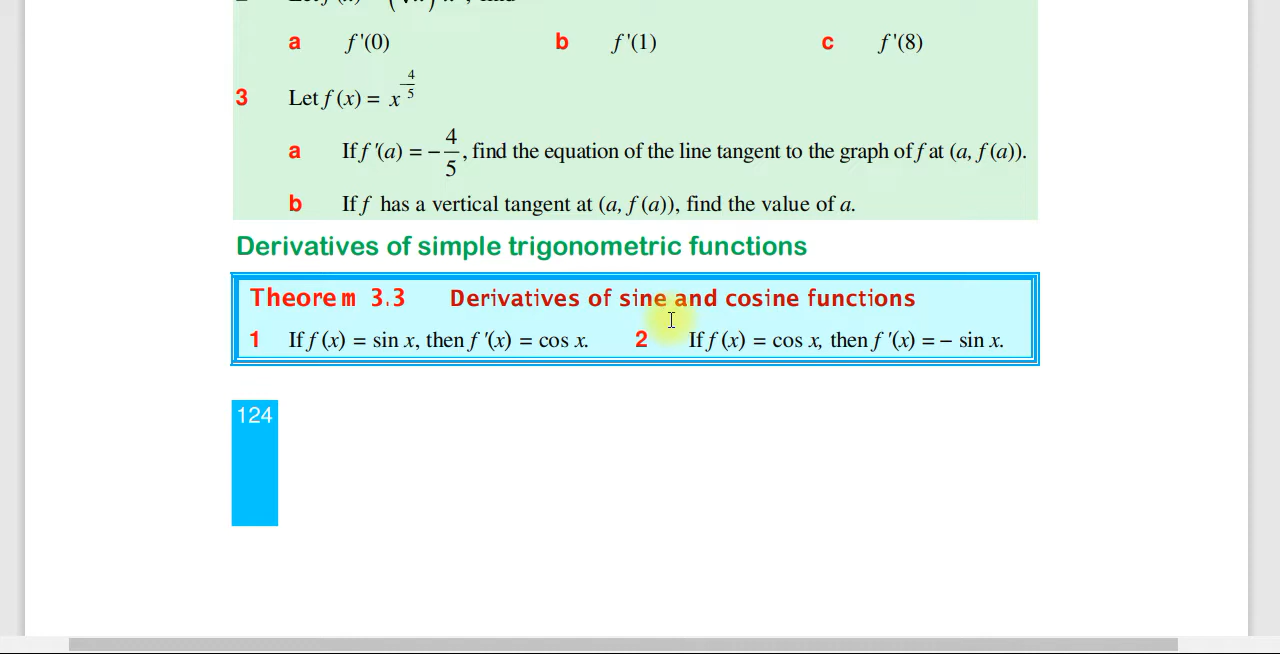 a f '(0) b f '(1) c f '(8)
3 Let f (x) = x^{-4/5}
a If f '(a) = −4/5, find the equation of the line tangent to the graph of f at (a, f (a)).
b If f has a vertical tangent at (a, f (a)), find the value of a.
Derivatives of simple trigonometric functions
Theorem 3.3 Derivatives of sine and cosine functions
1 If f (x) = sin x, then f '(x) = cos x. 2 If f (x) = cos x, then f '(x) = − sin x.
124